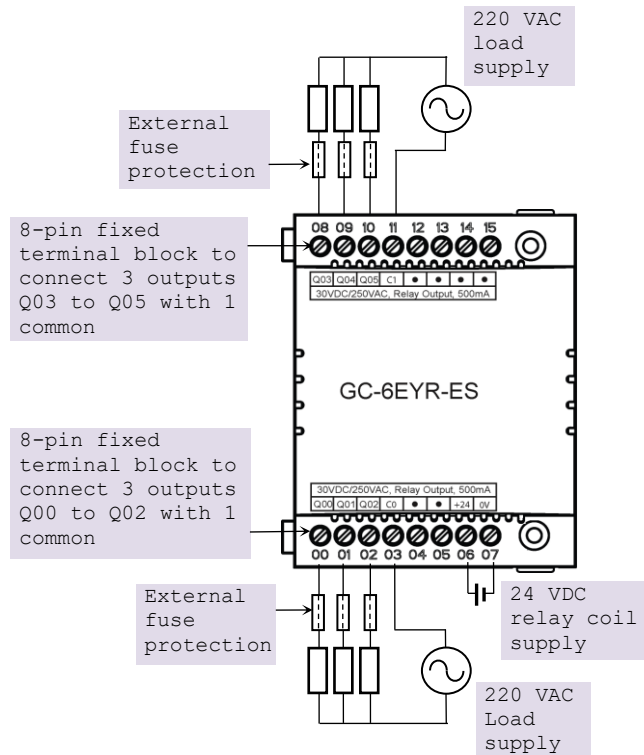 220 VAC
load
supply
External
fuse
protection
8-pin fixed
terminal block to
connect 3 outputs
Q03 to Q05 with 1
common
08 09 10 11 12 13 14 15
Q03 Q04 Q05 C1 • • • •
30VDC/250VAC, Relay Output, 500mA
GC-6EYR-ES
8-pin fixed
terminal block to
connect 3 outputs
Q00 to Q02 with 1
common
30VDC/250VAC, Relay Output, 500mA
Q00 Q01 Q02 C0 • • +24 0V
00 01 02 03 04 05 06 07
External
fuse
protection
24 VDC
relay coil
supply
220 VAC
Load
supply